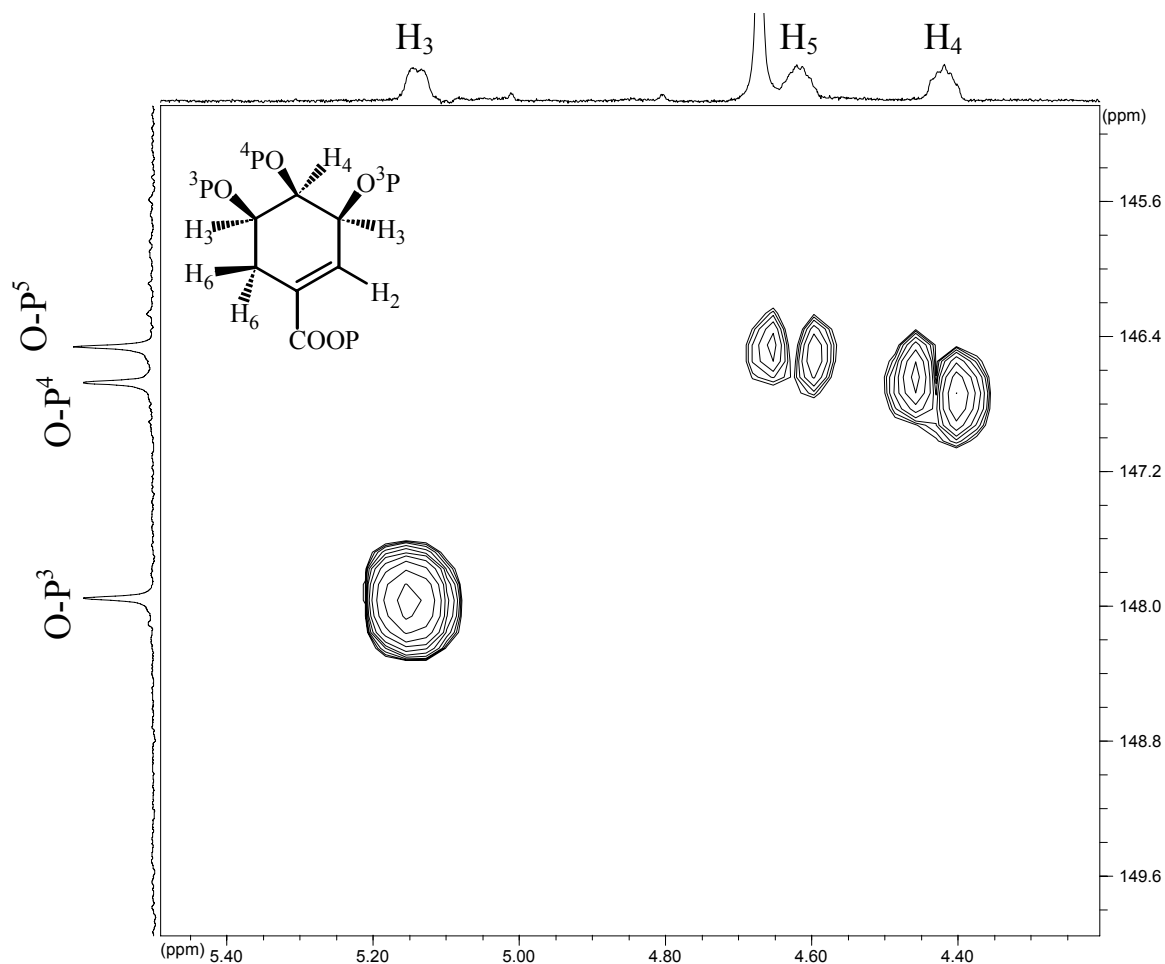 H3 H5 H4
(ppm)
4PO H4
3PO O3P
H3 H3
H6 H2
H6
COOP
O-P5
O-P4
O-P3
145.6
146.4
147.2
148.0
148.8
149.6
(ppm) 5.40 5.20 5.00 4.80 4.60 4.40